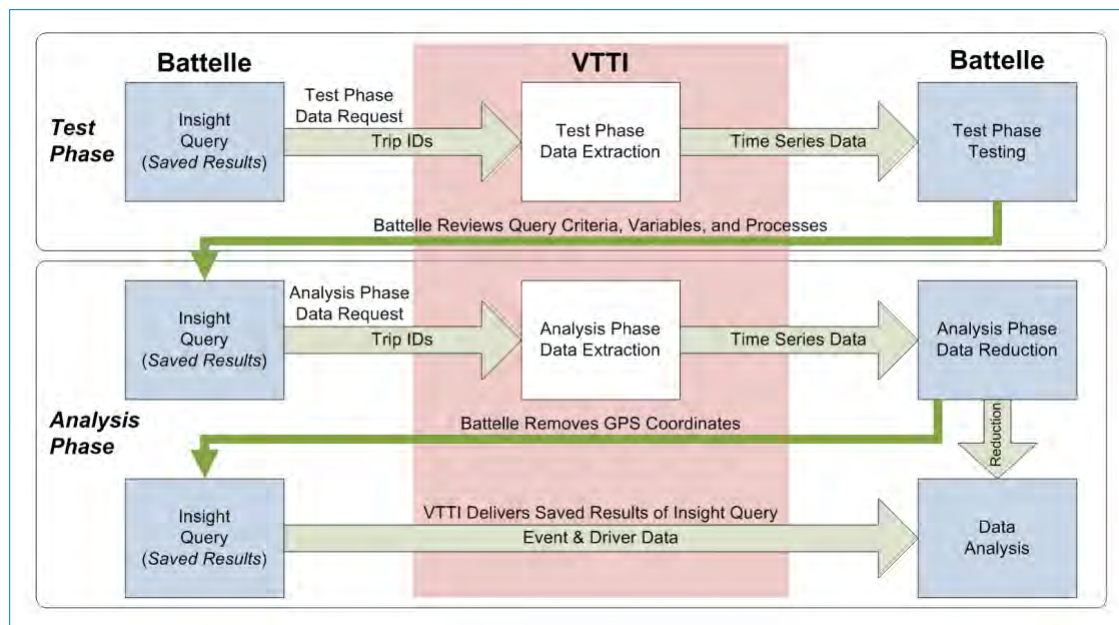 Battelle
VTTI
Battelle
Test
Phase
Insight
Query
(Saved Results)
Test Phase
Data Request
Trip IDs
Test Phase
Data Extraction
Time Series Data
Test Phase
Testing
Battelle Reviews Query Criteria, Variables, and Processes
Analysis
Phase
Insight
Query
(Saved Results)
Analysis Phase
Data Request
Trip IDs
Analysis Phase
Data Extraction
Time Series Data
Analysis Phase
Data Reduction
Battelle Removes GPS Coordinates
Reduction
Insight
Query
(Saved Results)
VTTI Delivers Saved Results of Insight Query
Event & Driver Data
Data
Analysis